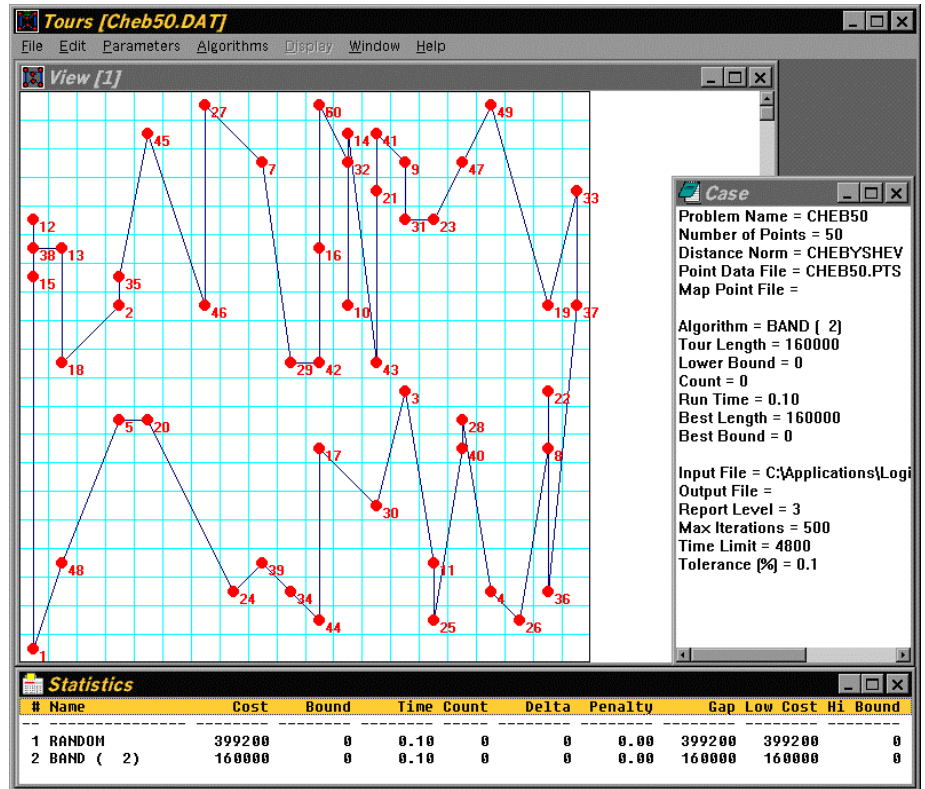 Tours [Cheb50.DAT]
File Edit Parameters Algorithms Display Window Help
View [1]
27
50
49
45
14
41
7
32
9
47
21
33
12
31
23
38
13
16
15
35
2
46
10
19
37
18
29
42
43
3
22
5
20
28
17
40
8
30
48
39
11
24
34
4
36
44
25
26
1
Case
Problem Name = CHEB50
Number of Points = 50
Distance Norm = CHEBYSHEV
Point Data File = CHEB50.PTS
Map Point File =
Algorithm = BAND ( 2)
Tour Length = 160000
Lower Bound = 0
Count = 0
Run Time = 0.10
Best Length = 160000
Best Bound = 0
Input File = C:\Applications\Logi
Output File =
Report Level = 3
Max Iterations = 500
Time Limit = 4800
Tolerance (%) = 0.1
Statistics
# Name Cost Bound Time Count Delta Penalty Gap Low Cost Hi Bound
1 RANDOM 399200 0 0.10 0 0 0.00 399200 399200 0
2 BAND ( 2) 160000 0 0.10 0 0 0.00 160000 160000 0